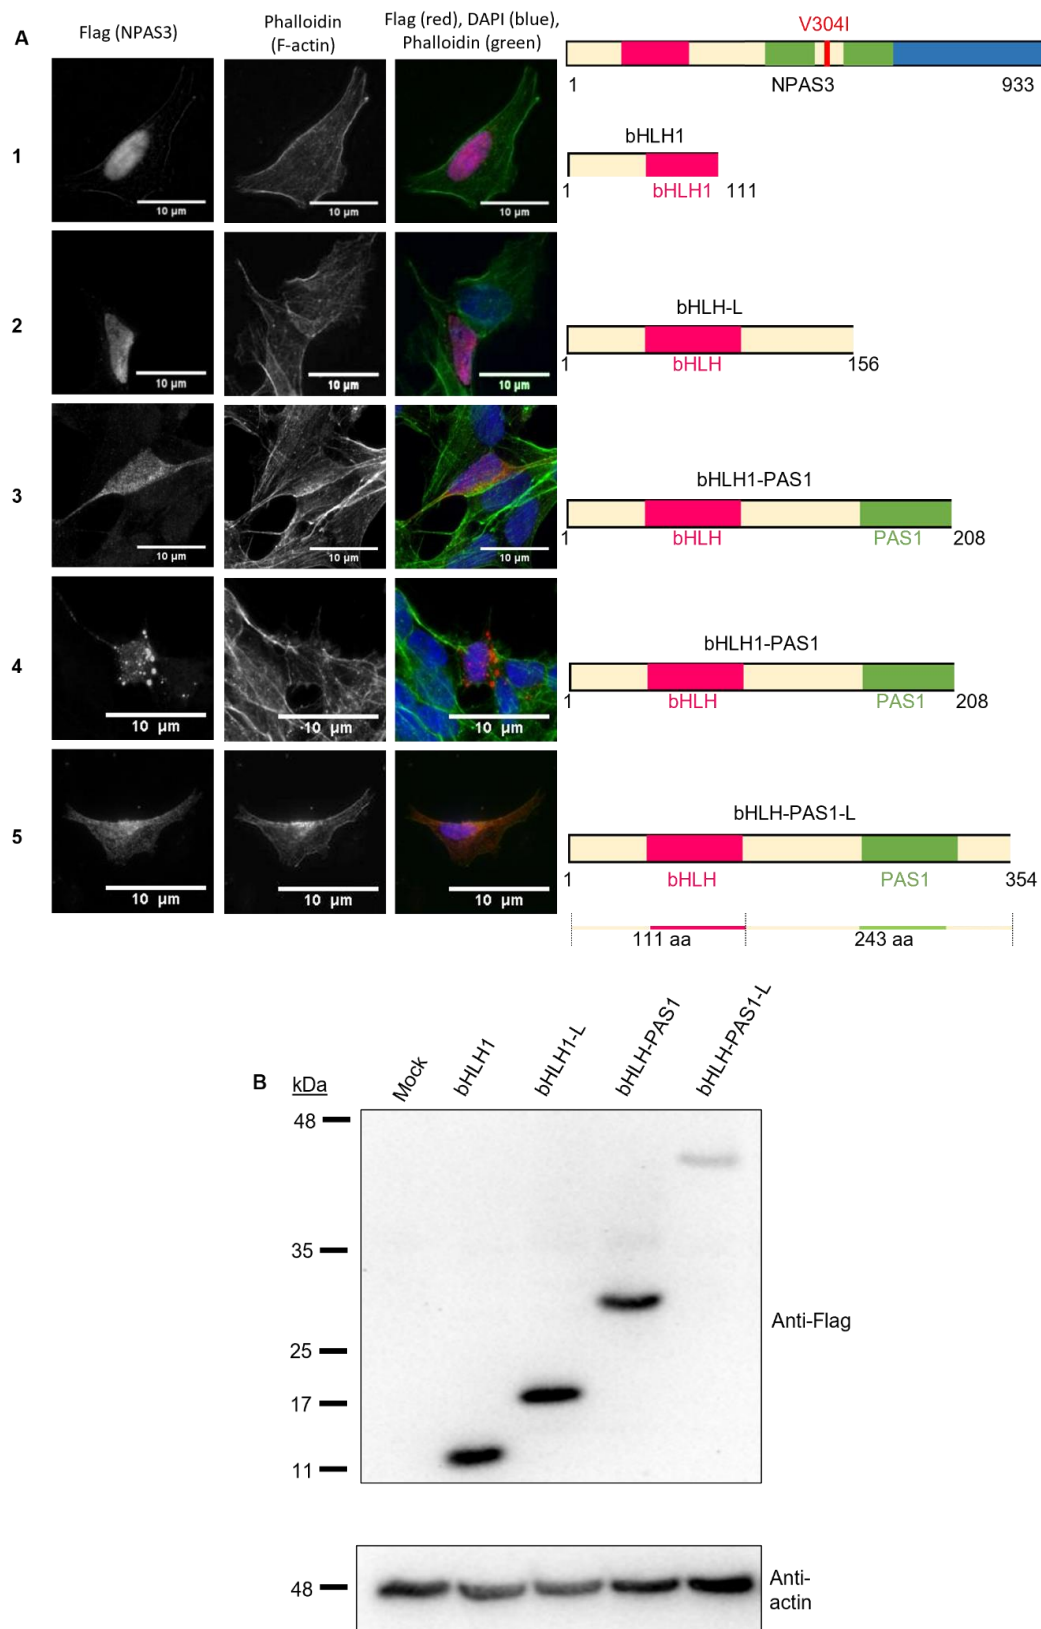 A
Flag (NPAS3)
Phalloidin
(F-actin)
Flag (red), DAPI (blue),
Phalloidin (green)
V304I
1
NPAS3
933
1
10 µm
10 µm
10 µm
bHLH1
1
bHLH1
111
2
10 µm
10 µm
10 µm
bHLH-L
1
bHLH
156
3
10 µm
10 µm
10 µm
bHLH1-PAS1
1
bHLH
PAS1
208
4
10 µm
10 µm
10 µm
bHLH1-PAS1
1
bHLH
PAS1
208
5
10 µm
10 µm
10 µm
bHLH-PAS1-L
1
bHLH
PAS1
354
111 aa
243 aa
B
kDa
Mock
bHLH1
bHLH1-L
bHLH-PAS1
bHLH-PAS1-L
48
35
25
17
11
Anti-Flag
48
Anti-
actin